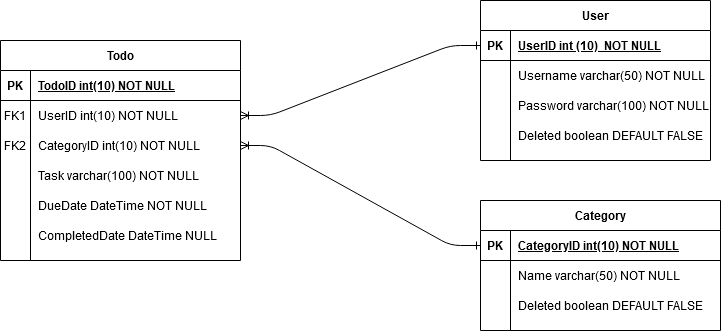 Todo
PK TodoID int(10) NOT NULL
FK1 UserID int(10) NOT NULL
FK2 CategoryID int(10) NOT NULL
Task varchar(100) NOT NULL
DueDate DateTime NOT NULL
CompletedDate DateTime NULL
User
PK UserID int (10) NOT NULL
Username varchar(50) NOT NULL
Password varchar(100) NOT NULL
Deleted boolean DEFAULT FALSE
Category
PK CategoryID int(10) NOT NULL
Name varchar(50) NOT NULL
Deleted boolean DEFAULT FALSE